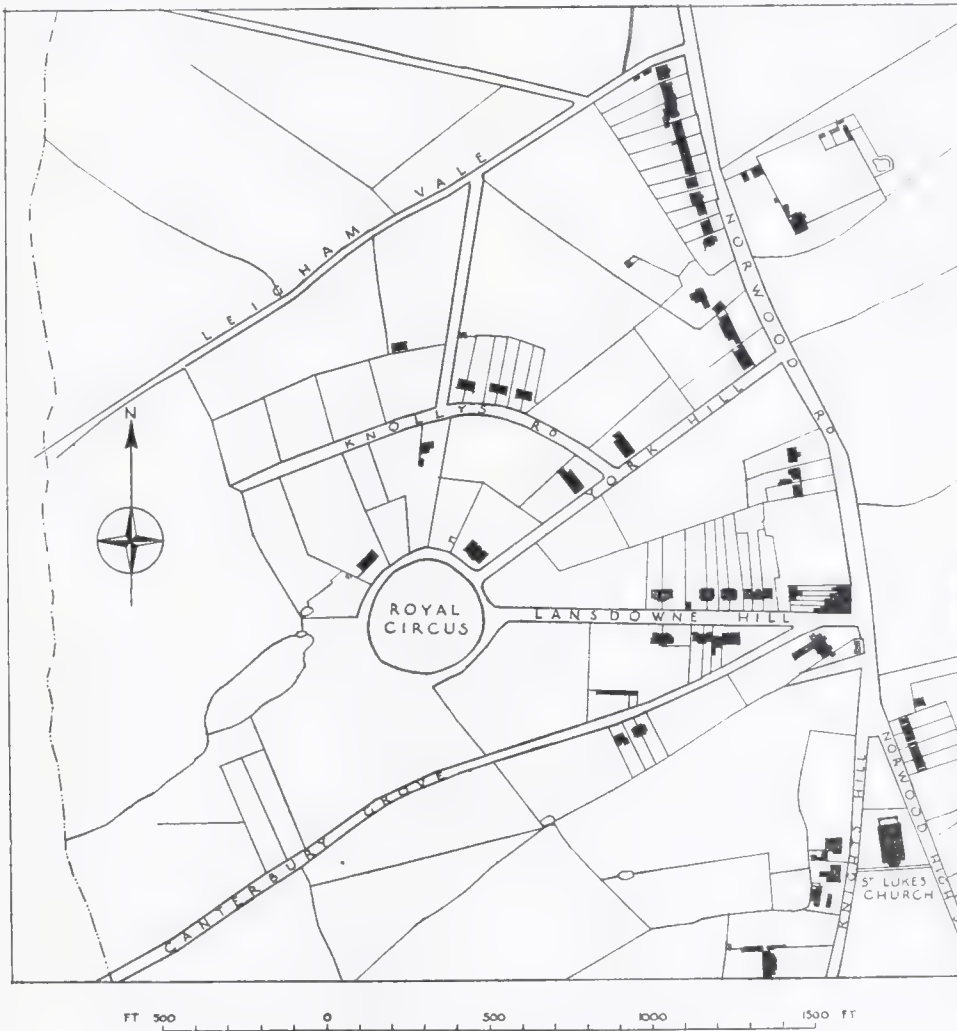 LEIGHAM VALE
NORWOOD RD
N
KNOLLYS RD
YORK HILL
ROYAL
CIRCUS
LANSDOWNE HILL
CANTERBURY GROVE
KNIGHTS HILL
NORWOOD HIGH
ST LUKES
CHURCH
FT 500 0 500 1000 1500 FT